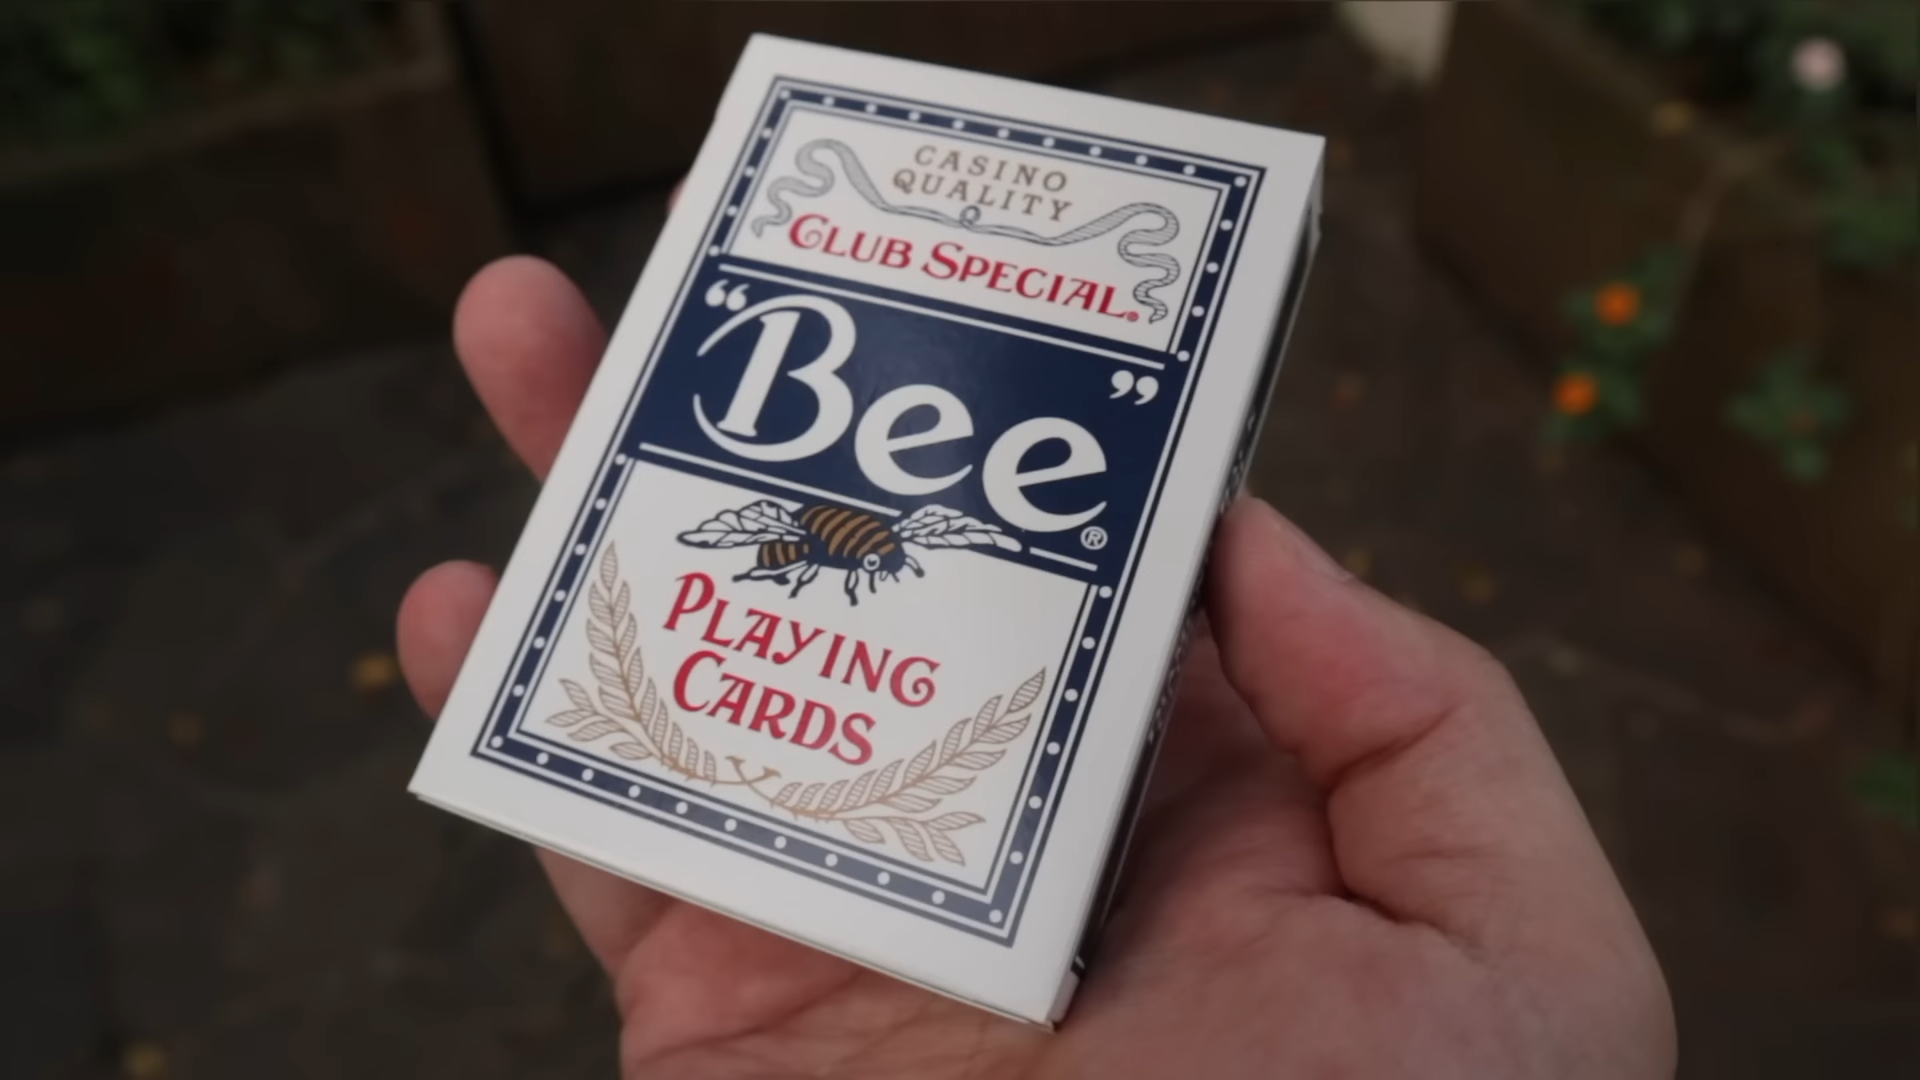 CASINO
QUALITY
CLUB SPECIAL®
“Bee”®
PLAYING
CARDS